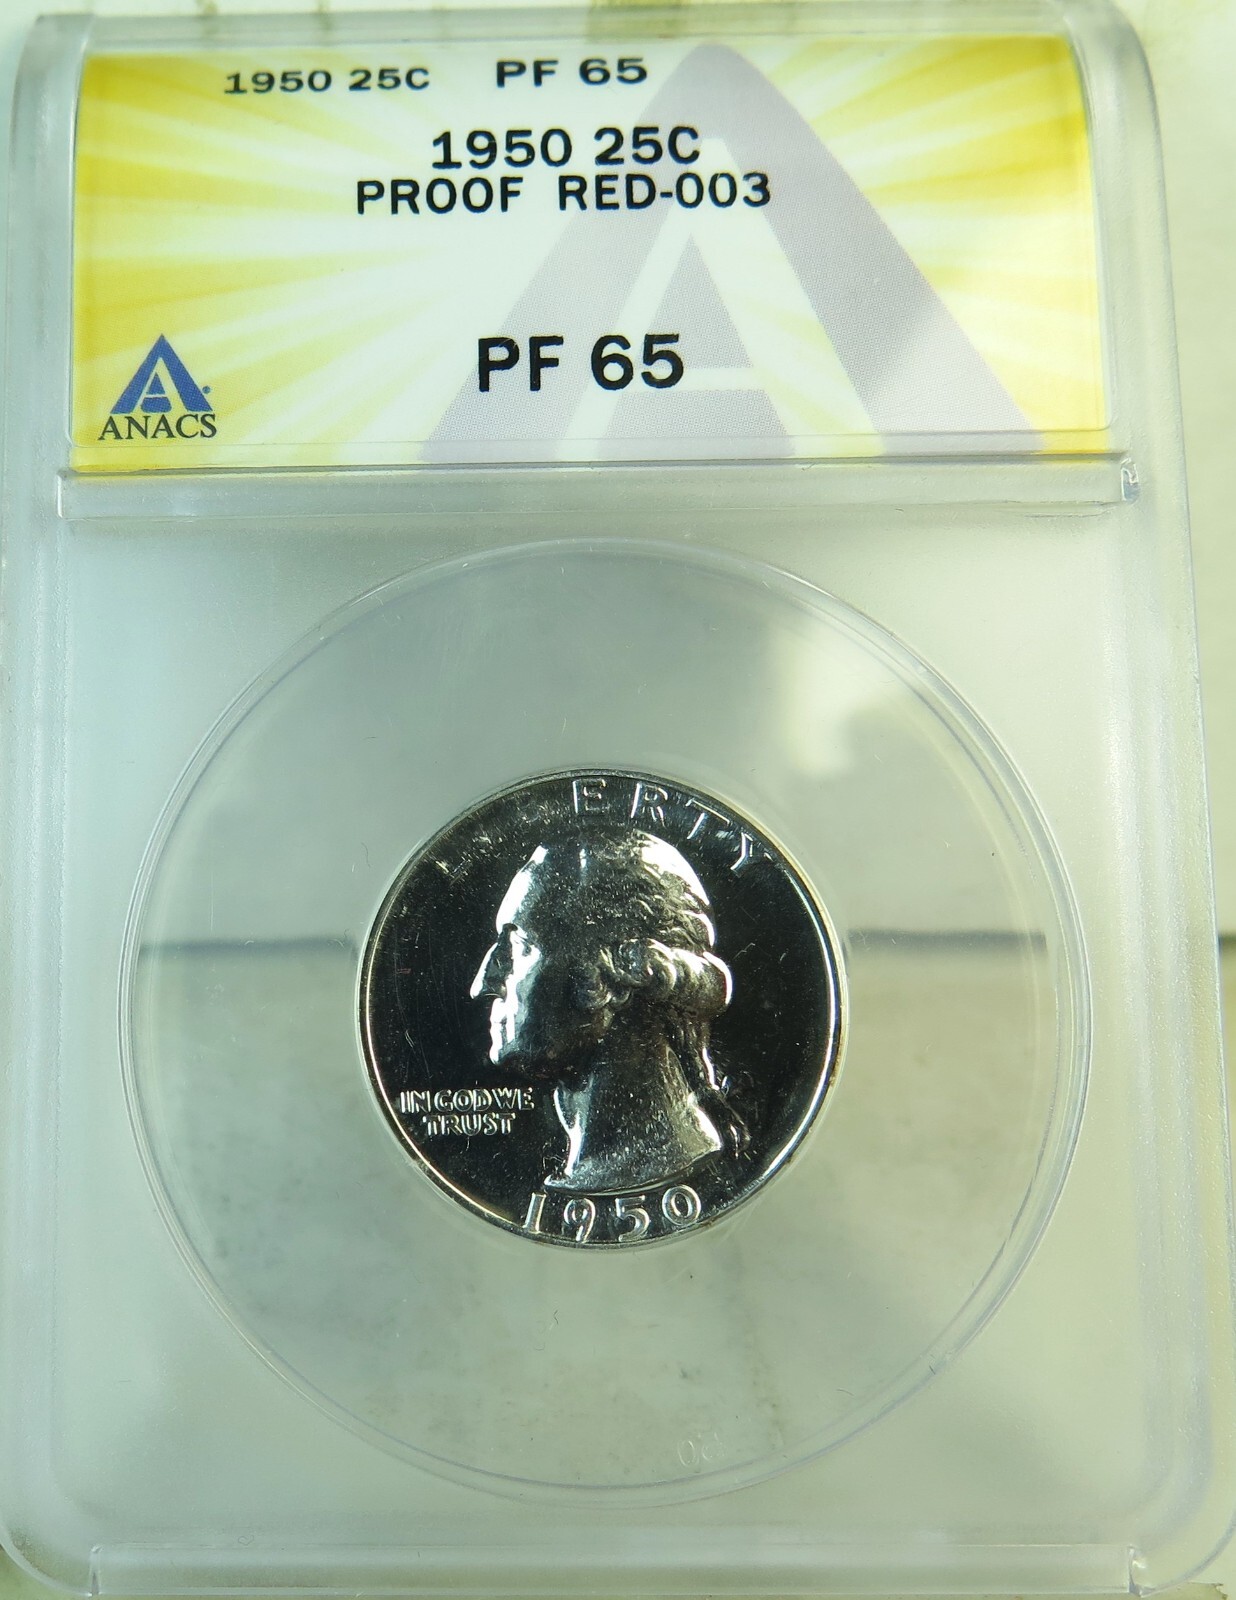 1950 25C PF 65
1950 25C
PROOF RED-003
PF 65
ANACS
LIBERTY
IN GOD WE
TRUST
1950